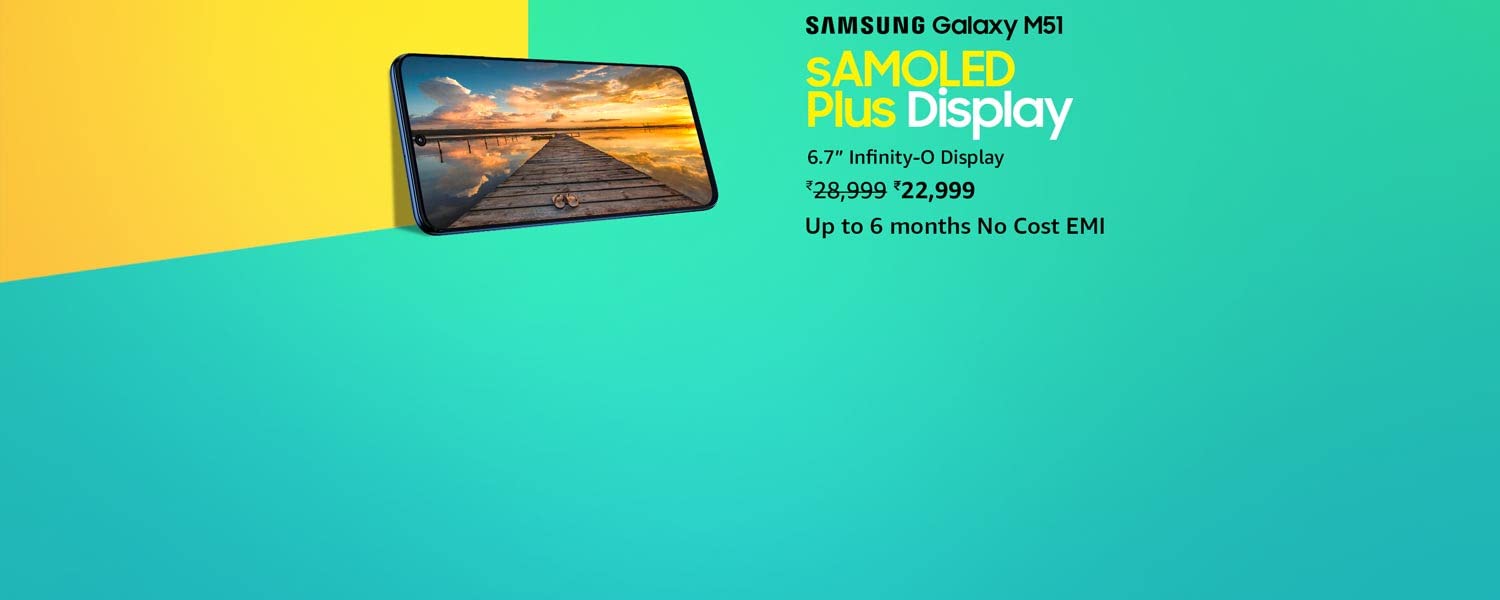 SAMSUNG Galaxy M51
sAMOLED
Plus Display
6.7” Infinity-O Display
₹28,999 ₹22,999
Up to 6 months No Cost EMI